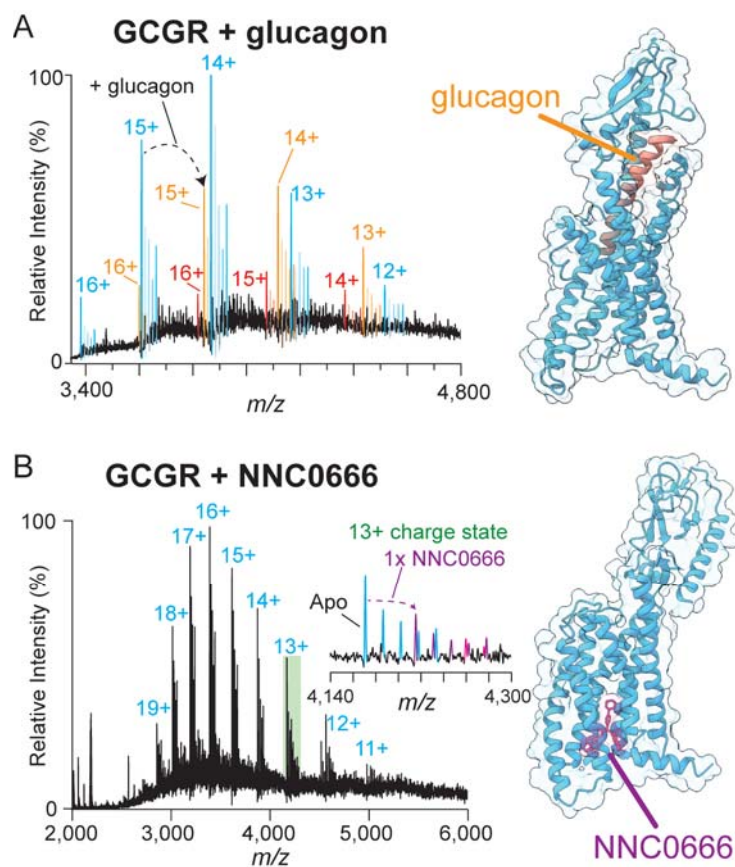 A
GCGR + glucagon
100
Relative Intensity (%)
0
+ glucagon
14+
15+
14+
15+
13+
13+
16+
16+
16+
15+
14+
12+
3,400
4,800
m/z
glucagon
B
GCGR + NNC0666
100
Relative Intensity (%)
0
16+
17+
15+
18+
14+
13+
19+
12+
11+
2,000
3,000
4,000
5,000
6,000
m/z
13+ charge state
1x NNC0666
Apo
4,140
4,300
m/z
NNC0666